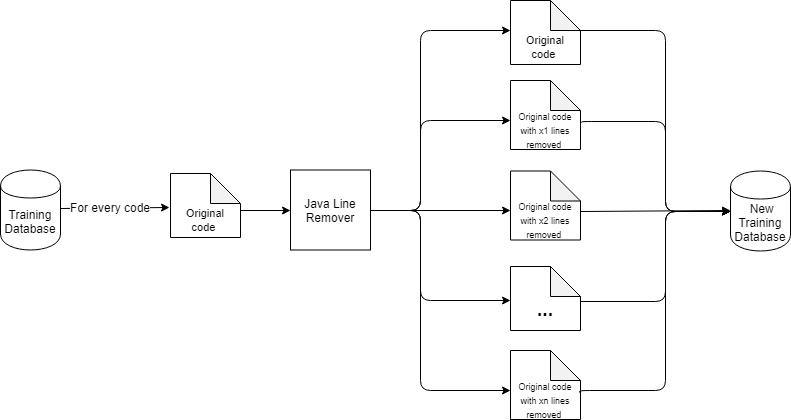 Training
Database
For every code
Original
code
Java Line
Remover
Original
code
Original code
with x1 lines
removed
Original code
with x2 lines
removed
...
Original code
with xn lines
removed
New
Training
Database